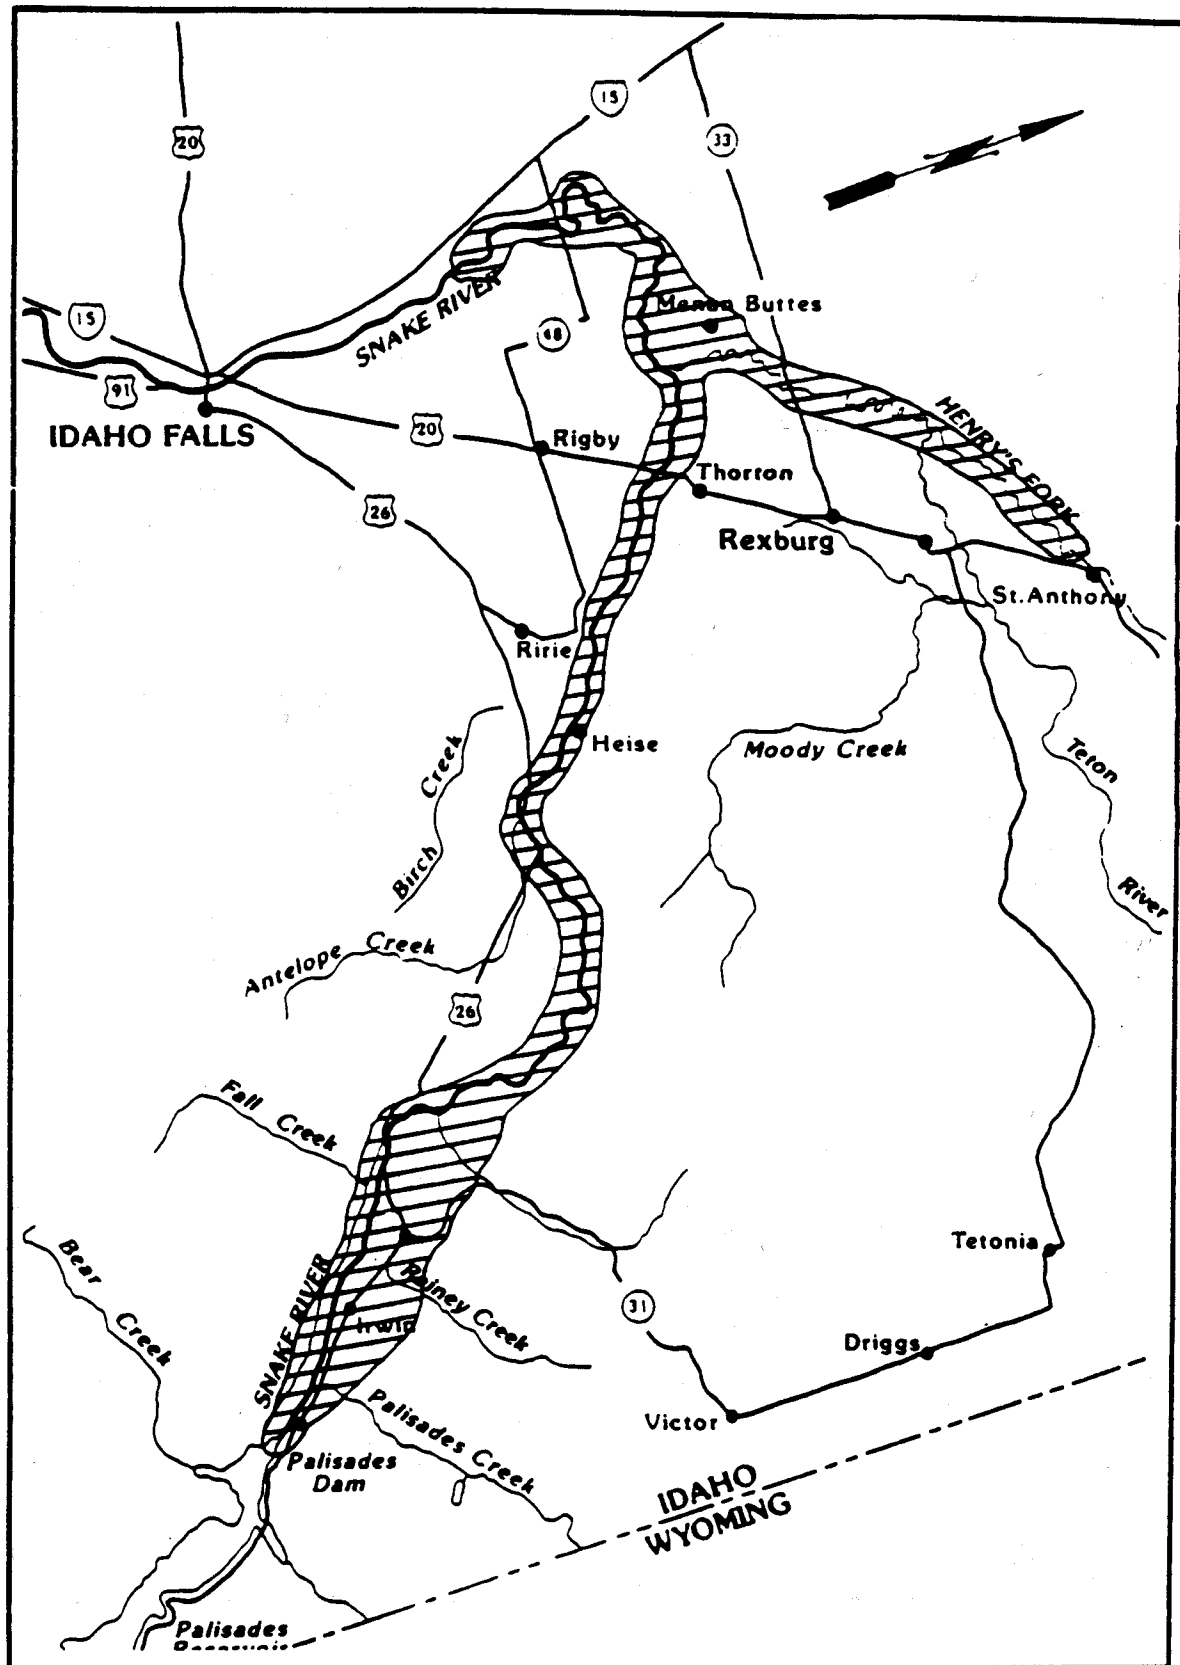 15
33
20
Menan Buttes
SNAKE RIVER
48
15
91
IDAHO FALLS
20
Rigby
HENRY'S FORK
Thorton
26
Rexburg
St. Anthony
Ririe
Heise
Moody Creek
Teton
River
Birch Creek
Antelope Creek
26
Fall Creek
Tetonia
Bear Creek
SNAKE RIVER
Rainey Creek
Irwin
31
Driggs
Victor
Palisades Creek
Palisades
Dam
IDAHO
WYOMING
Palisades
Reservoir